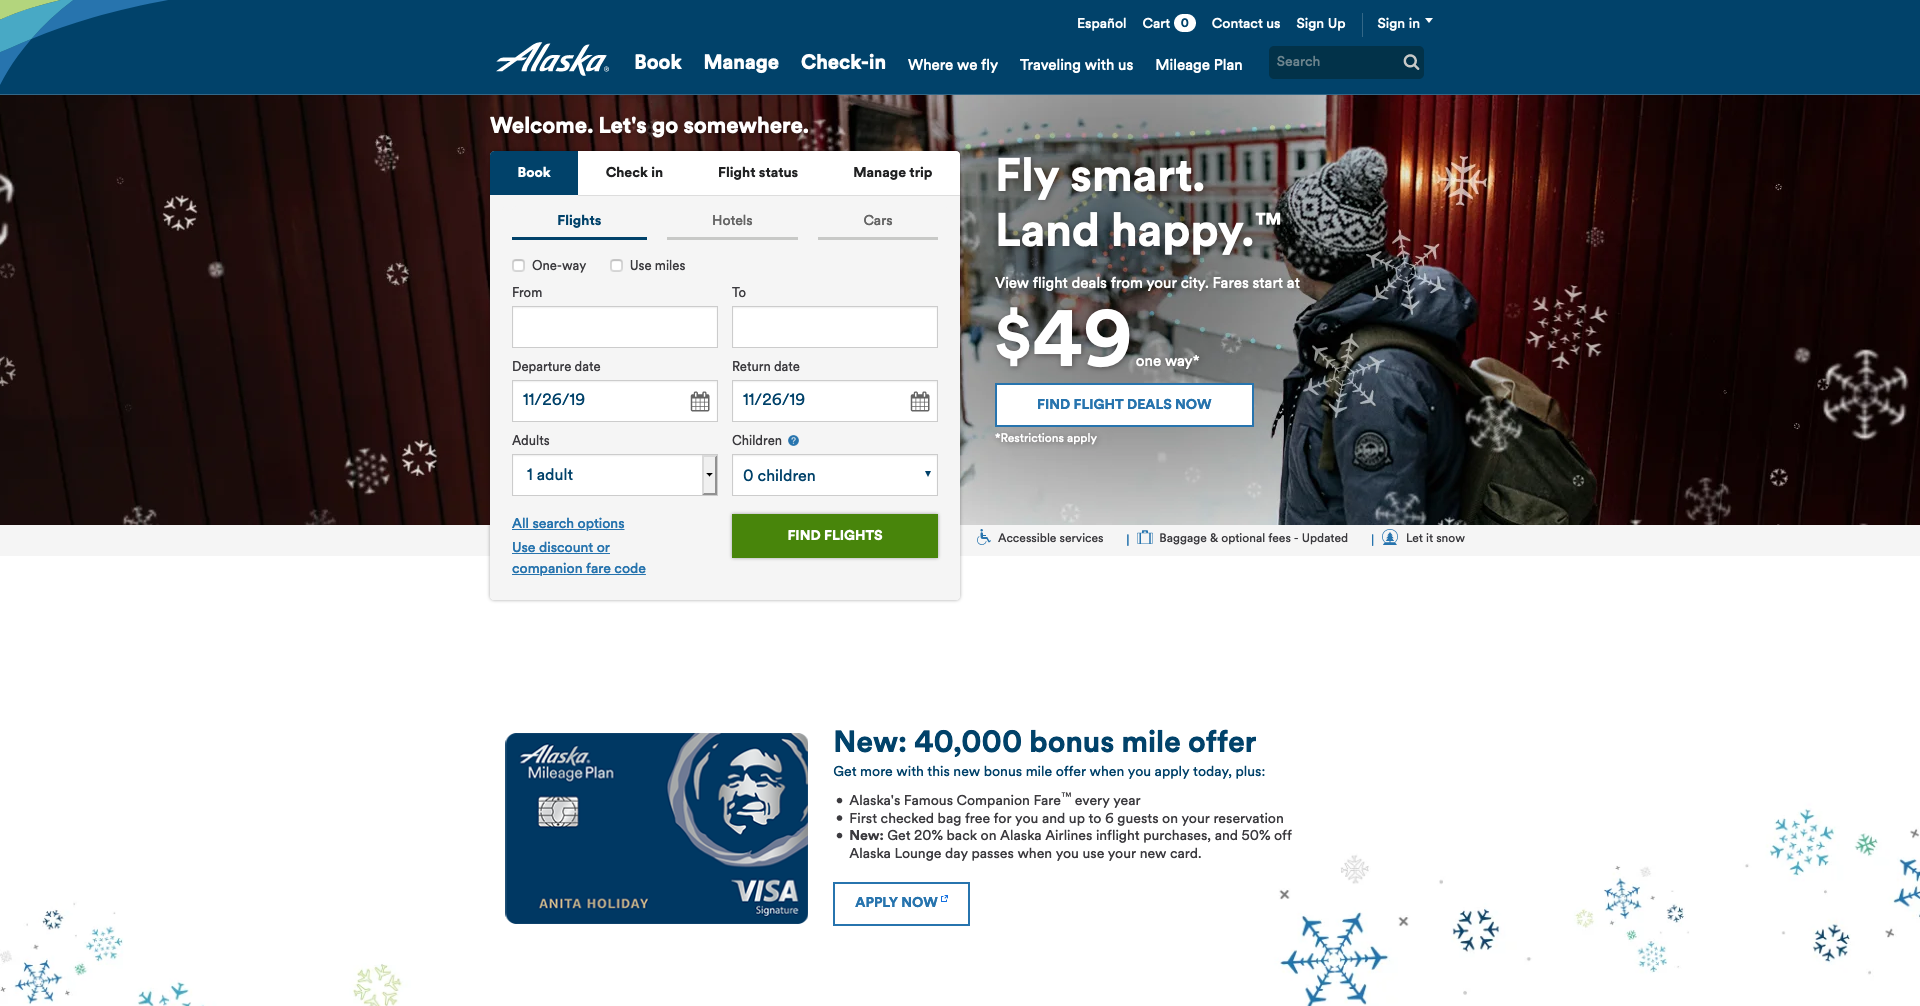 Español Cart 0 Contact us Sign Up Sign in
Alaska® Book Manage Check-in Where we fly Traveling with us Mileage Plan Search
Welcome. Let's go somewhere.
Book Check in Flight status Manage trip
Flights Hotels Cars
One-way Use miles
From To
Departure date Return date
11/26/19 11/26/19
Adults Children ?
1 adult 0 children
All search options
Use discount or
companion fare code
FIND FLIGHTS
Fly smart.
Land happy.™
View flight deals from your city. Fares start at
$49 one way*
FIND FLIGHT DEALS NOW
*Restrictions apply
Accessible services | Baggage & optional fees - Updated | Let it snow
Alaska.
Mileage Plan
ANITA HOLIDAY
VISA
Signature
New: 40,000 bonus mile offer
Get more with this new bonus mile offer when you apply today, plus:
• Alaska's Famous Companion Fare™ every year
• First checked bag free for you and up to 6 guests on your reservation
• New: Get 20% back on Alaska Airlines inflight purchases, and 50% off
Alaska Lounge day passes when you use your new card.
APPLY NOW